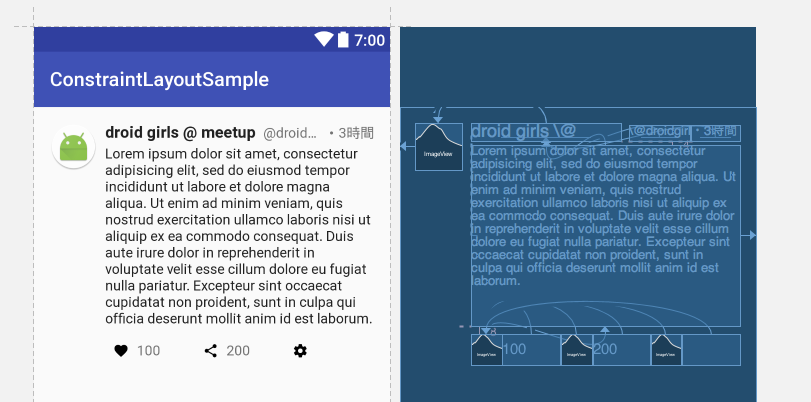 7:00
ConstraintLayoutSample
droid girls @ meetup @droid… ・3時間
Lorem ipsum dolor sit amet, consectetur
adipiscing elit, sed do eiusmod tempor
incididunt ut labore et dolore magna
aliqua. Ut enim ad minim veniam, quis
nostrud exercitation ullamco laboris nisi ut
aliquip ex ea commodo consequat. Duis
aute irure dolor in reprehenderit in
voluptate velit esse cillum dolore eu fugiat
nulla pariatur. Excepteur sint occaecat
cupidatat non proident, sunt in culpa qui
officia deserunt mollit anim id est laborum.
100 200
ImageView
droid girls \@ \@droidgirl ・3時間
Lorem ipsum dolor sit amet, consectetur
adipisicing elit, sed do eiusmod tempor
incididunt ut labore et dolore magna aliqua. Ut
enim ad minim veniam, quis nostrud
exercitation ullamco laboris nisi ut aliquip ex
ea commodo consequat. Duis aute irure dolor
in reprehenderit in voluptate velit esse cillum
dolore eu fugiat nulla pariatur. Excepteur sint
occaecat cupidatat non proident, sunt in
culpa qui officia deserunt mollit anim id est
laborum.
8
ImageView 100 ImageView 200 ImageView